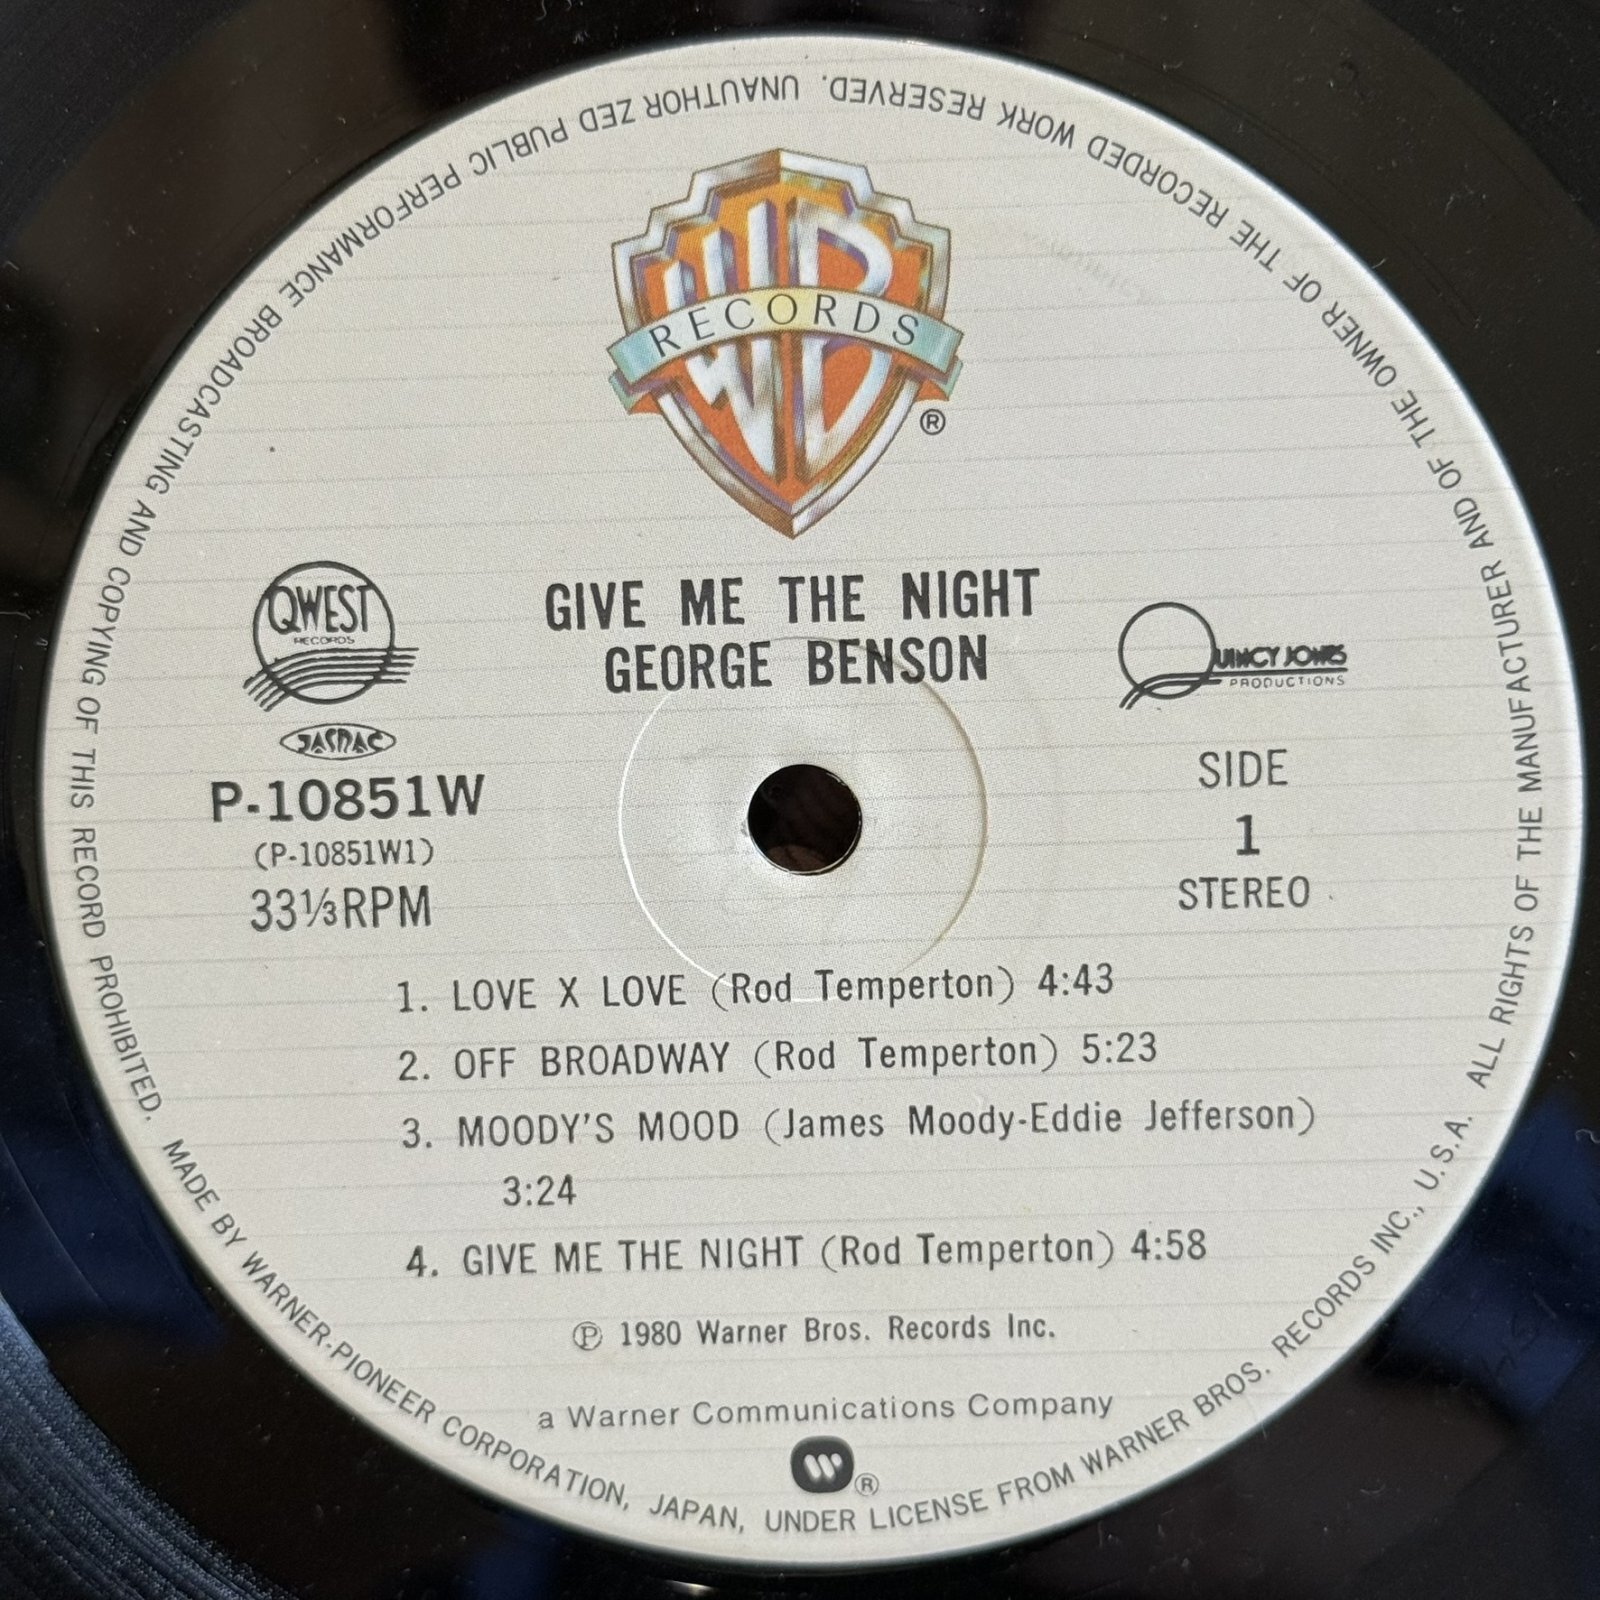 WB
RECORDS
®
QWEST
RECORDS
GIVE ME THE NIGHT
GEORGE BENSON
QUINCY JONES
PRODUCTIONS
JASRAC
P-10851W
(P-10851W1)
33⅓RPM
SIDE
1
STEREO
1. LOVE X LOVE (Rod Temperton) 4:43
2. OFF BROADWAY (Rod Temperton) 5:23
3. MOODY'S MOOD (James Moody-Eddie Jefferson)
3:24
4. GIVE ME THE NIGHT (Rod Temperton) 4:58
Ⓟ 1980 Warner Bros. Records Inc.
a Warner Communications Company
®
MADE BY WARNER-PIONEER CORPORATION, JAPAN, UNDER LICENSE FROM WARNER BROS. RECORDS INC., U.S.A. ALL RIGHTS OF THE MANUFACTURER AND OF THE OWNER OF THE RECORDED WORK RESERVED. UNAUTHOR ZED PUBLIC PERFORMANCE BROADCASTING AND COPYING OF THIS RECORD PROHIBITED.